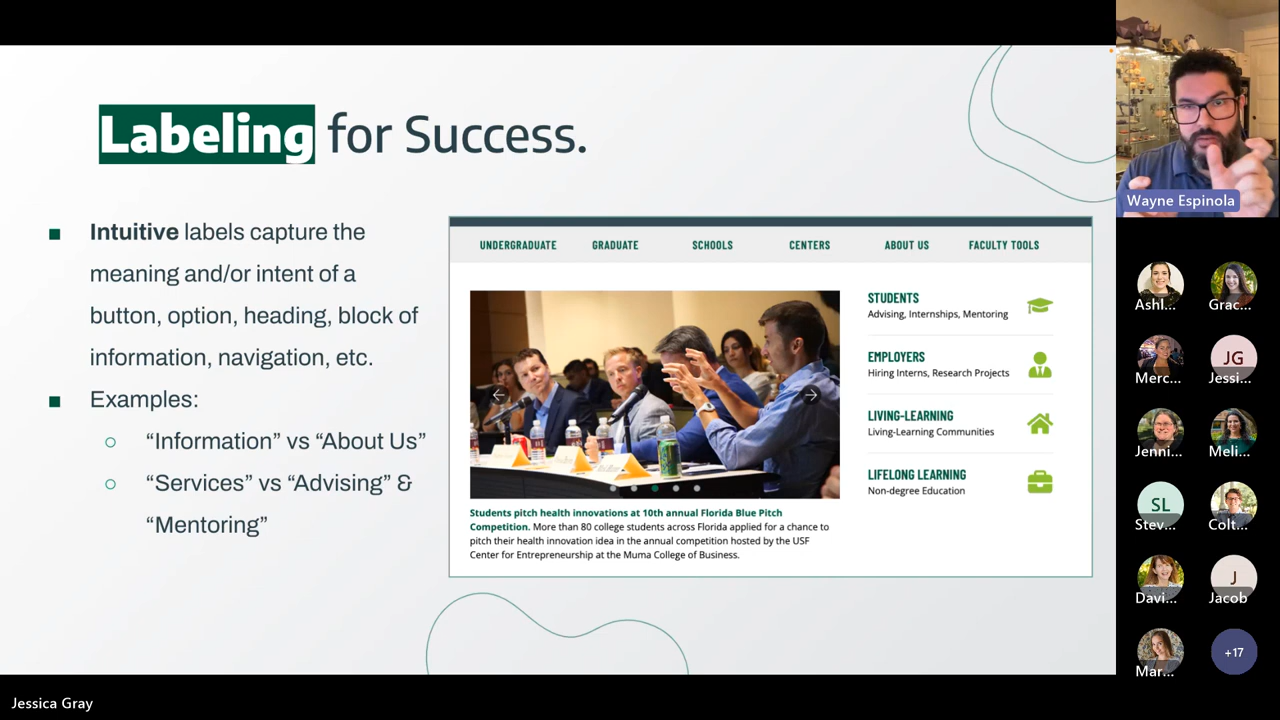 Labeling for Success.
Intuitive labels capture the
meaning and/or intent of a
button, option, heading, block of
information, navigation, etc.
Examples:
“Information” vs “About Us”
“Services” vs “Advising” &
“Mentoring”
UNDERGRADUATE GRADUATE SCHOOLS CENTERS ABOUT US FACULTY TOOLS
Students pitch health innovations at 10th annual Florida Blue Pitch
Competition. More than 80 college students across Florida applied for a chance to
pitch their health innovation idea in the annual competition hosted by the USF
Center for Entrepreneurship at the Muma College of Business.
STUDENTS
Advising, Internships, Mentoring
EMPLOYERS
Hiring Interns, Research Projects
LIVING-LEARNING
Living-Learning Communities
LIFELONG LEARNING
Non-degree Education
Wayne Espinola
Ashl...
Grac...
Merc...
JG
Jessi...
Jenni...
Meli...
SL
Stev...
Colt...
Davi...
J
Jacob
Mar...
+17
Jessica Gray